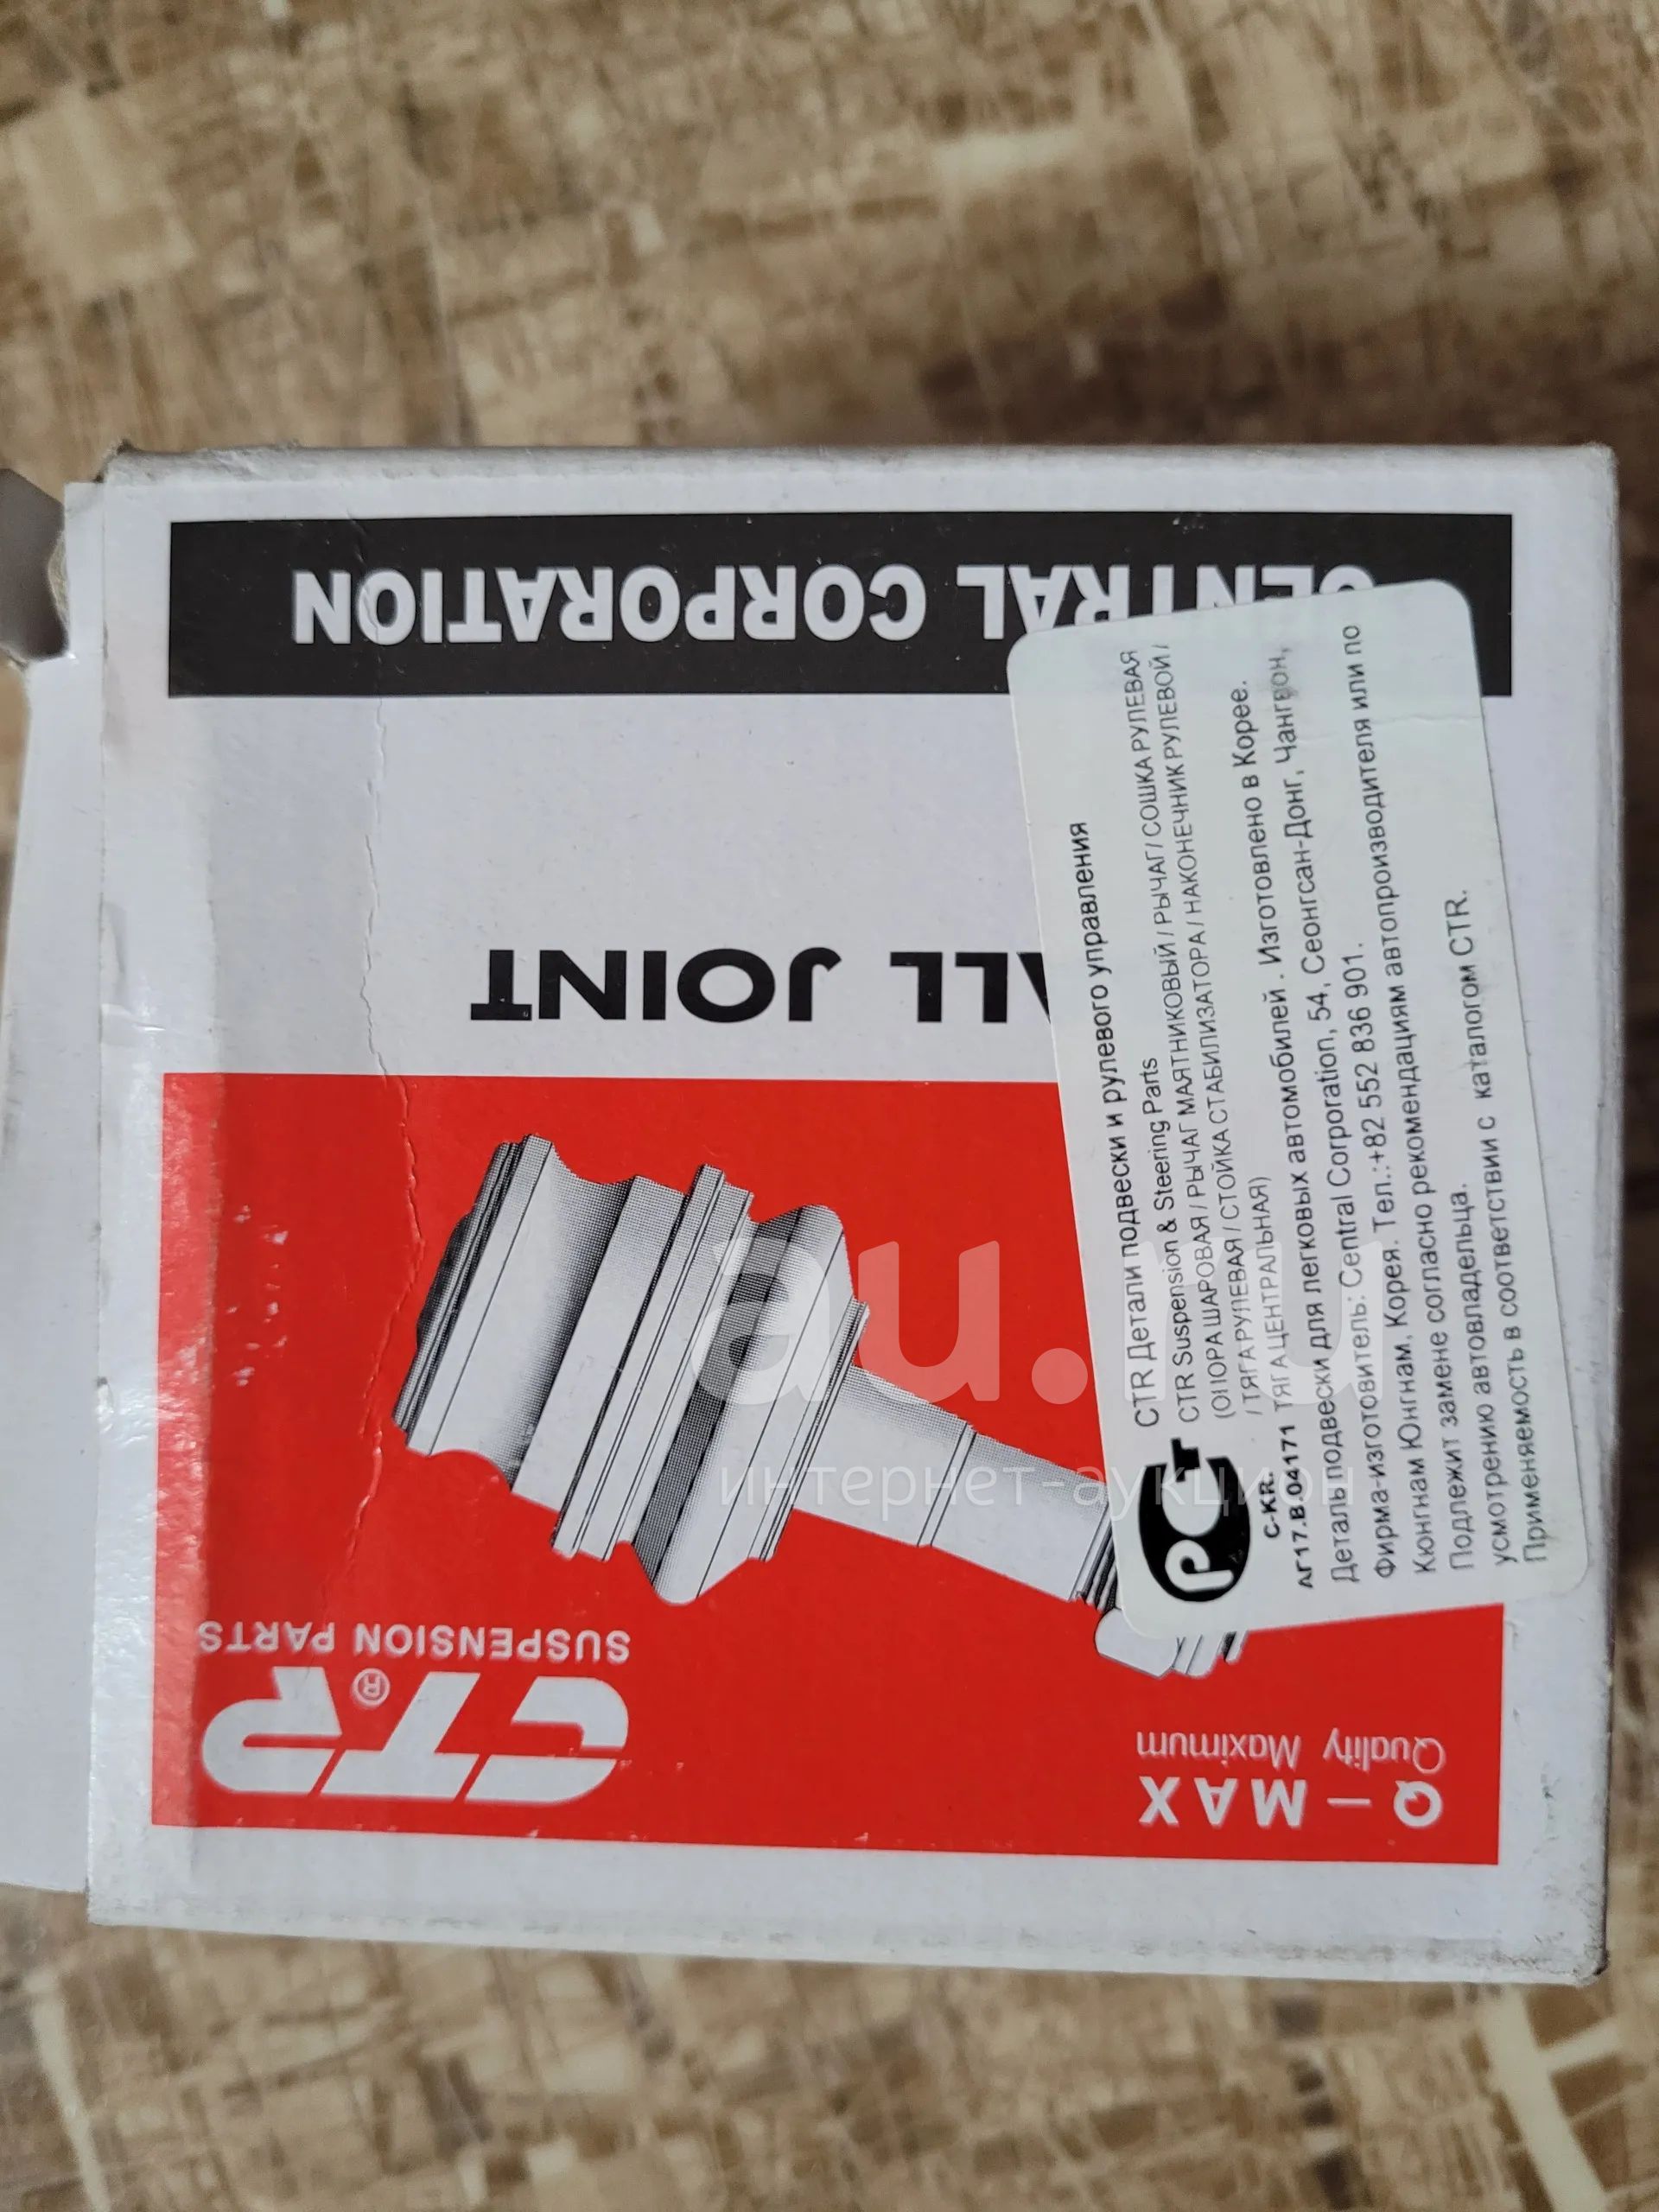 Q – MAX
Quality Maximum
CTR®
SUSPENSION PARTS
ALL JOINT
CENTRAL CORPORATION
РСТ
C-KR.
АГ17.В.04171
CTR Детали подвески и рулевого управления
CTR Suspension & Steering Parts
(ОПОРА ШАРОВАЯ / РЫЧАГ МАЯТНИКОВЫЙ / РЫЧАГ/ СОШКА РУЛЕВАЯ
/ ТЯГА РУЛЕВАЯ / СТОЙКА СТАБИЛИЗАТОРА / НАКОНЕЧНИК РУЛЕВОЙ /
ТЯГА ЦЕНТРАЛЬНАЯ)
Деталь подвески для легковых автомобилей . Изготовлено в Корее.
Фирма-изготовитель: Central Corporation, 54, Сеонгсан-Донг, Чангвон,
Кюнгнам Юнгнам, Корея. Тел.:+82 552 836 901.
Подлежит замене согласно рекомендациям автопроизводителя или по
усмотрению автовладельца.
Применяемость в соответствии с каталогом CTR.
au.ru
интернет-аукцион